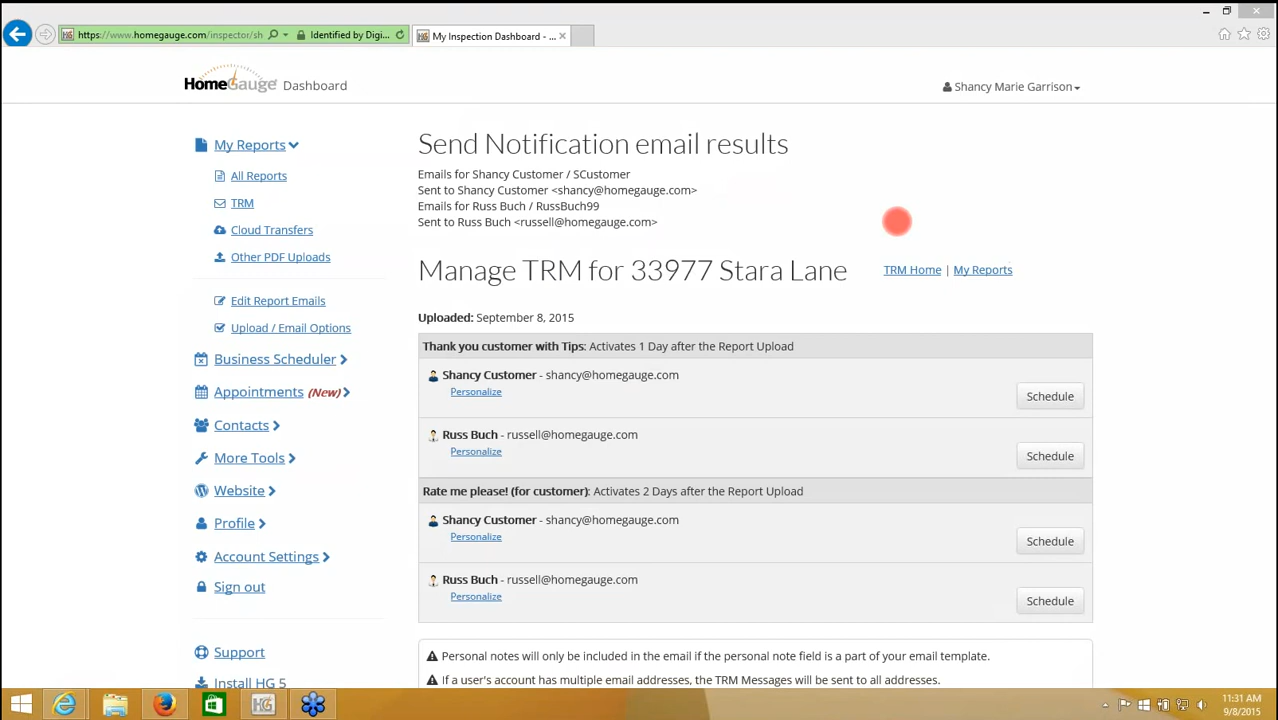 https://www.homegauge.com/inspector/sh
Identified by Digi...
My Inspection Dashboard - ...
HomeGauge Dashboard
Shancy Marie Garrison
My Reports
All Reports
TRM
Cloud Transfers
Other PDF Uploads
Edit Report Emails
Upload / Email Options
Business Scheduler
Appointments (New)
Contacts
More Tools
Website
Profile
Account Settings
Sign out
Support
Install HG 5
Send Notification email results
Emails for Shancy Customer / SCustomer
Sent to Shancy Customer <shancy@homegauge.com>
Emails for Russ Buch / RussBuch99
Sent to Russ Buch <russell@homegauge.com>
Manage TRM for 33977 Stara Lane
TRM Home | My Reports
Uploaded: September 8, 2015
Thank you customer with Tips: Activates 1 Day after the Report Upload
Shancy Customer - shancy@homegauge.com
Personalize
Schedule
Russ Buch - russell@homegauge.com
Personalize
Schedule
Rate me please! (for customer): Activates 2 Days after the Report Upload
Shancy Customer - shancy@homegauge.com
Personalize
Schedule
Russ Buch - russell@homegauge.com
Personalize
Schedule
Personal notes will only be included in the email if the personal note field is a part of your email template.
If a user's account has multiple email addresses, the TRM Messages will be sent to all addresses.
11:31 AM
9/8/2015